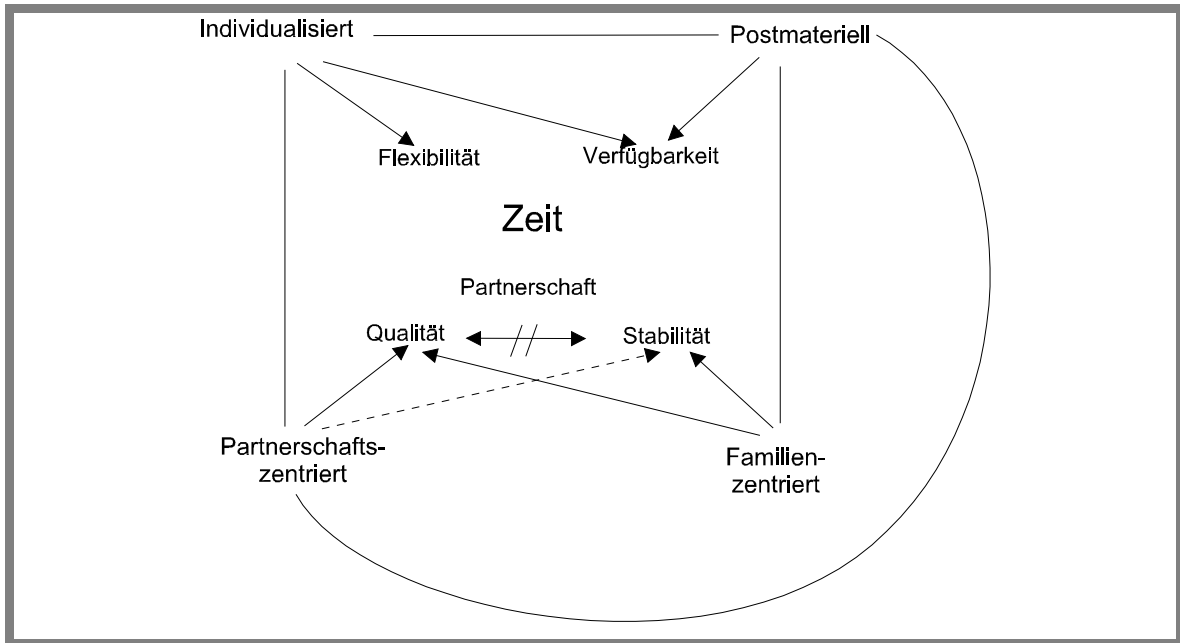 Individualisiert
Postmateriell
Flexibilität
Verfügbarkeit
Zeit
Partnerschaft
Qualität
Stabilität
Partnerschafts-
zentriert
Familien-
zentriert